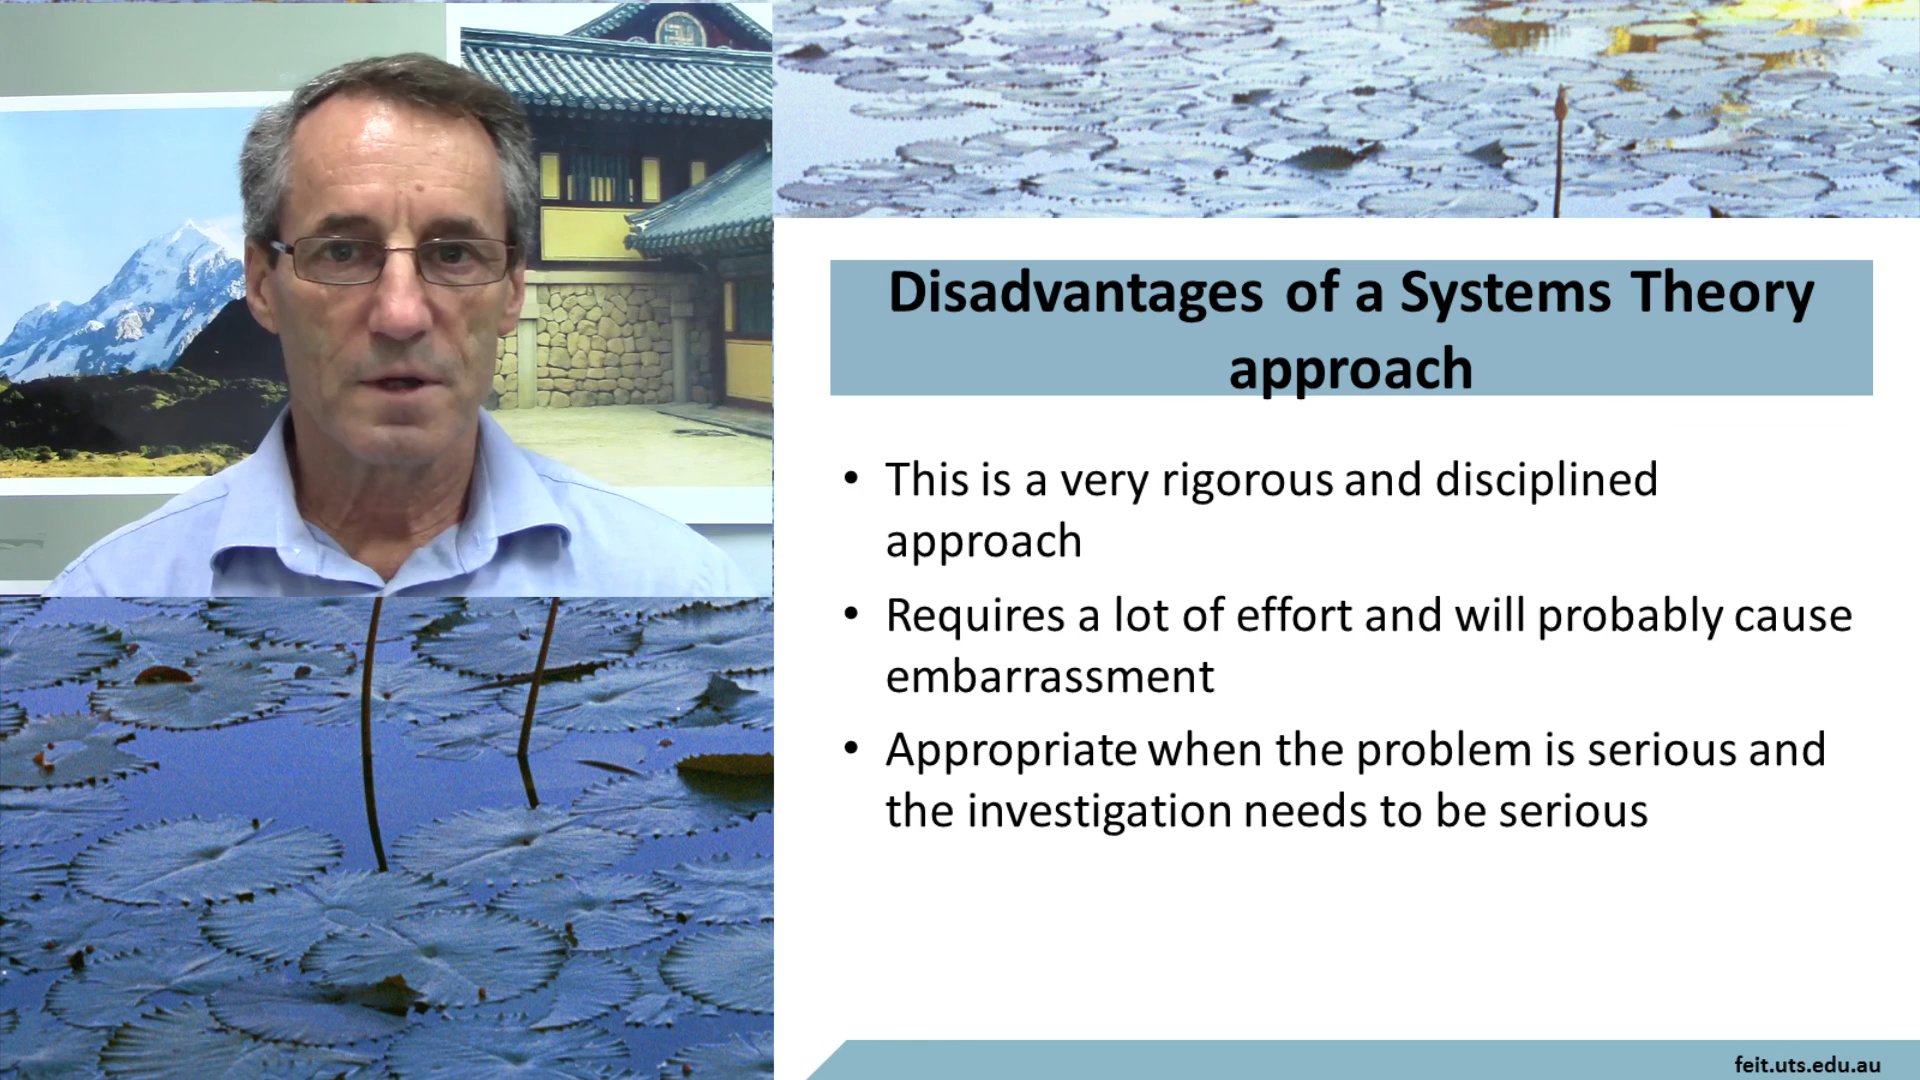 Disadvantages of a Systems Theory
approach
• This is a very rigorous and disciplined
approach
• Requires a lot of effort and will probably cause
embarrassment
• Appropriate when the problem is serious and
the investigation needs to be serious
feit.uts.edu.au